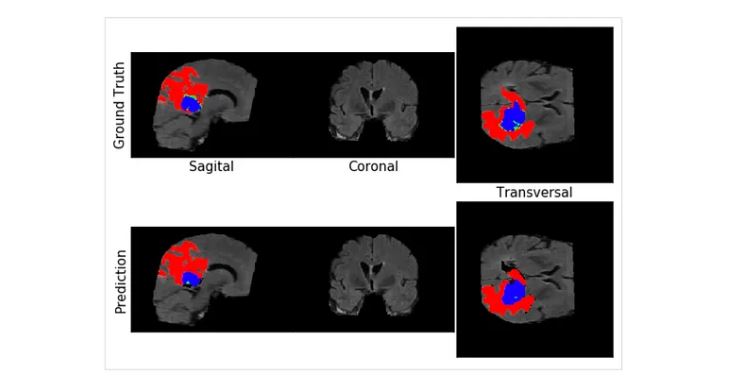 Ground Truth
Sagital
Coronal
Transversal
Prediction